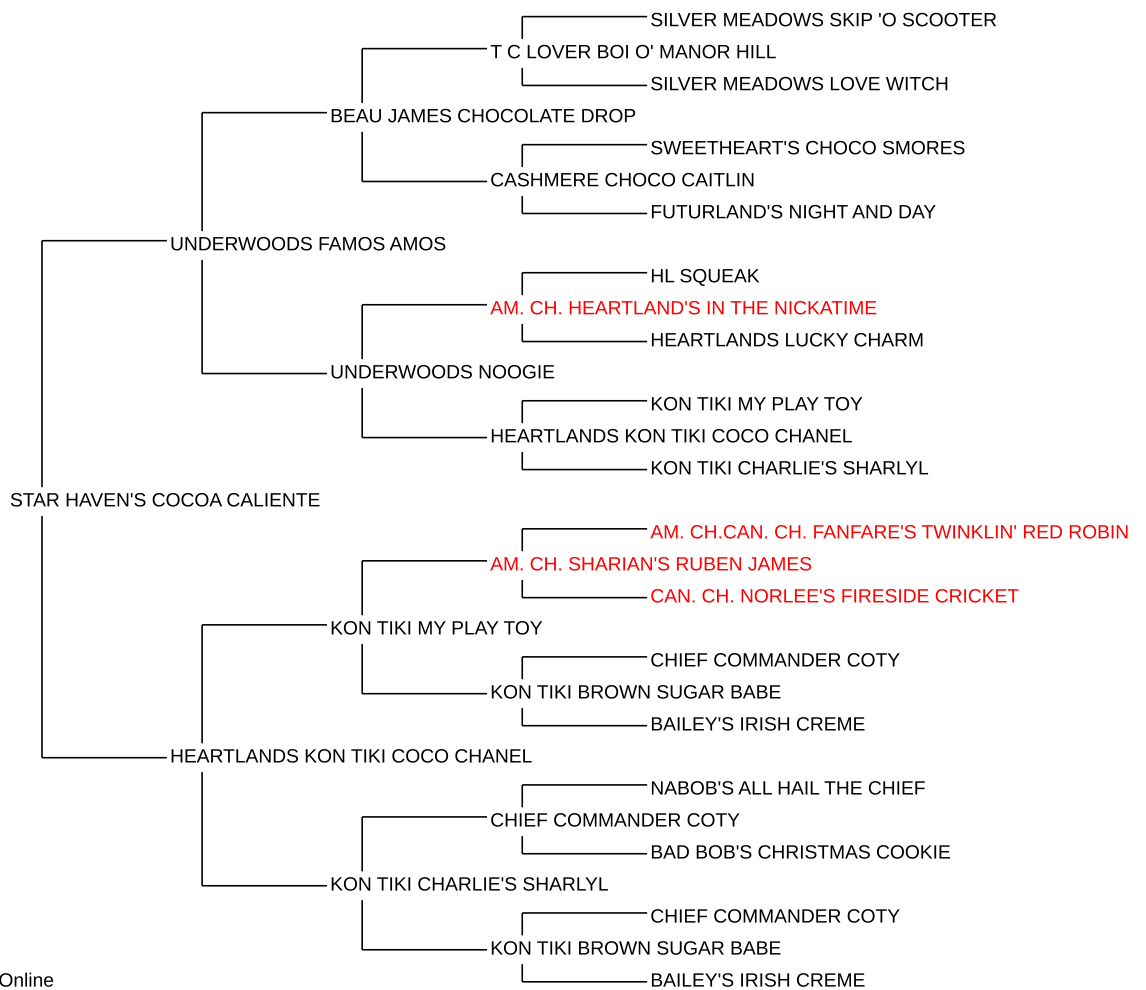 SILVER MEADOWS SKIP 'O SCOOTER
T C LOVER BOI O' MANOR HILL
SILVER MEADOWS LOVE WITCH
BEAU JAMES CHOCOLATE DROP
SWEETHEART'S CHOCO SMORES
CASHMERE CHOCO CAITLIN
FUTURLAND'S NIGHT AND DAY
UNDERWOODS FAMOS AMOS
HL SQUEAK
AM. CH. HEARTLAND'S IN THE NICKATIME
HEARTLANDS LUCKY CHARM
UNDERWOODS NOOGIE
KON TIKI MY PLAY TOY
HEARTLANDS KON TIKI COCO CHANEL
KON TIKI CHARLIE'S SHARLYL
STAR HAVEN'S COCOA CALIENTE
AM. CH.CAN. CH. FANFARE'S TWINKLIN' RED ROBIN
AM. CH. SHARIAN'S RUBEN JAMES
CAN. CH. NORLEE'S FIRESIDE CRICKET
KON TIKI MY PLAY TOY
CHIEF COMMANDER COTY
KON TIKI BROWN SUGAR BABE
BAILEY'S IRISH CREME
HEARTLANDS KON TIKI COCO CHANEL
NABOB'S ALL HAIL THE CHIEF
CHIEF COMMANDER COTY
BAD BOB'S CHRISTMAS COOKIE
KON TIKI CHARLIE'S SHARLYL
CHIEF COMMANDER COTY
KON TIKI BROWN SUGAR BABE
BAILEY'S IRISH CREME
Online